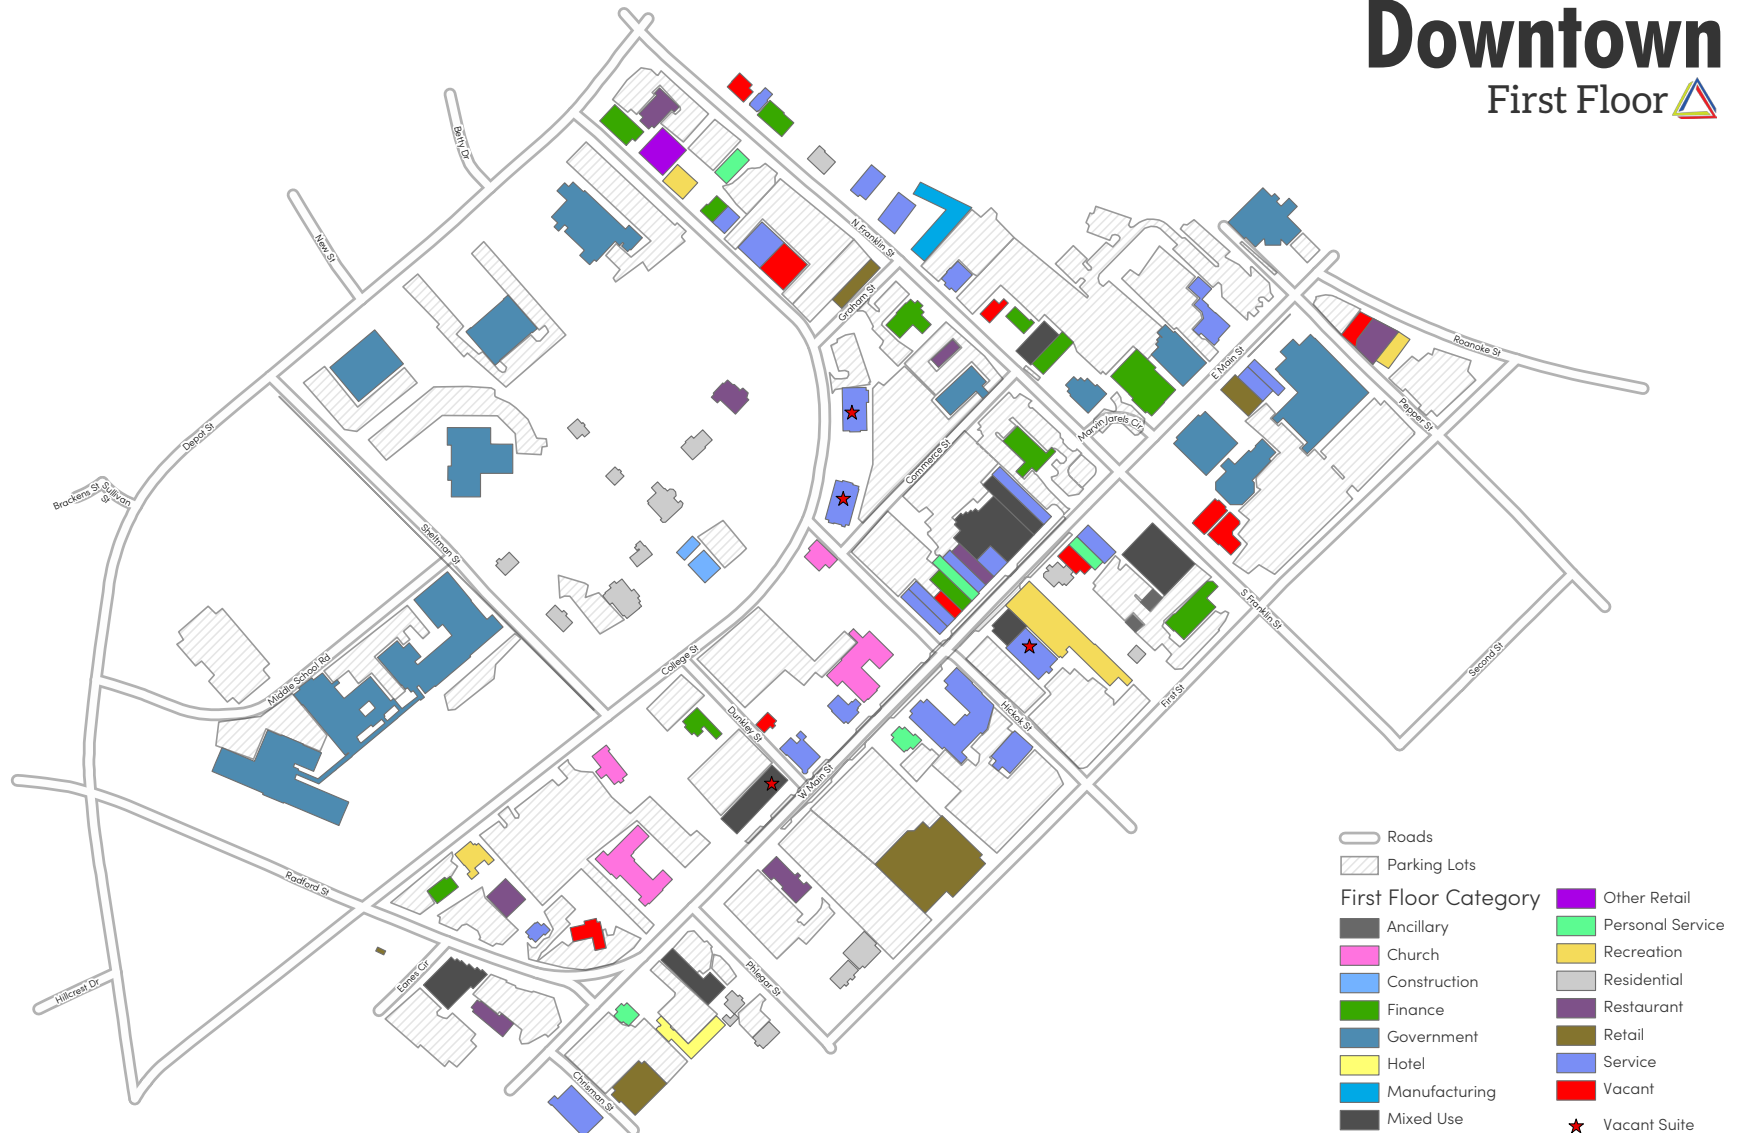 Downtown
First Floor
Betty Dr
New St
N Franklin St
Graham St
Roanoke St
E Main St
Pepper St
Marvin Jarels Cir
Depot St
Commerce St
Brackens St
Sullivan
St
Sheltman St
S Franklin St
Second St
Middle School Rd
College St
First St
Dunkley St
Hickok St
W Main St
Radford St
Eanes Cir
Phlegar St
Hillcrest Dr
Chrisman St
Roads
Parking Lots
First Floor Category
Ancillary
Church
Construction
Finance
Government
Hotel
Manufacturing
Mixed Use
Other Retail
Personal Service
Recreation
Residential
Restaurant
Retail
Service
Vacant
Vacant Suite